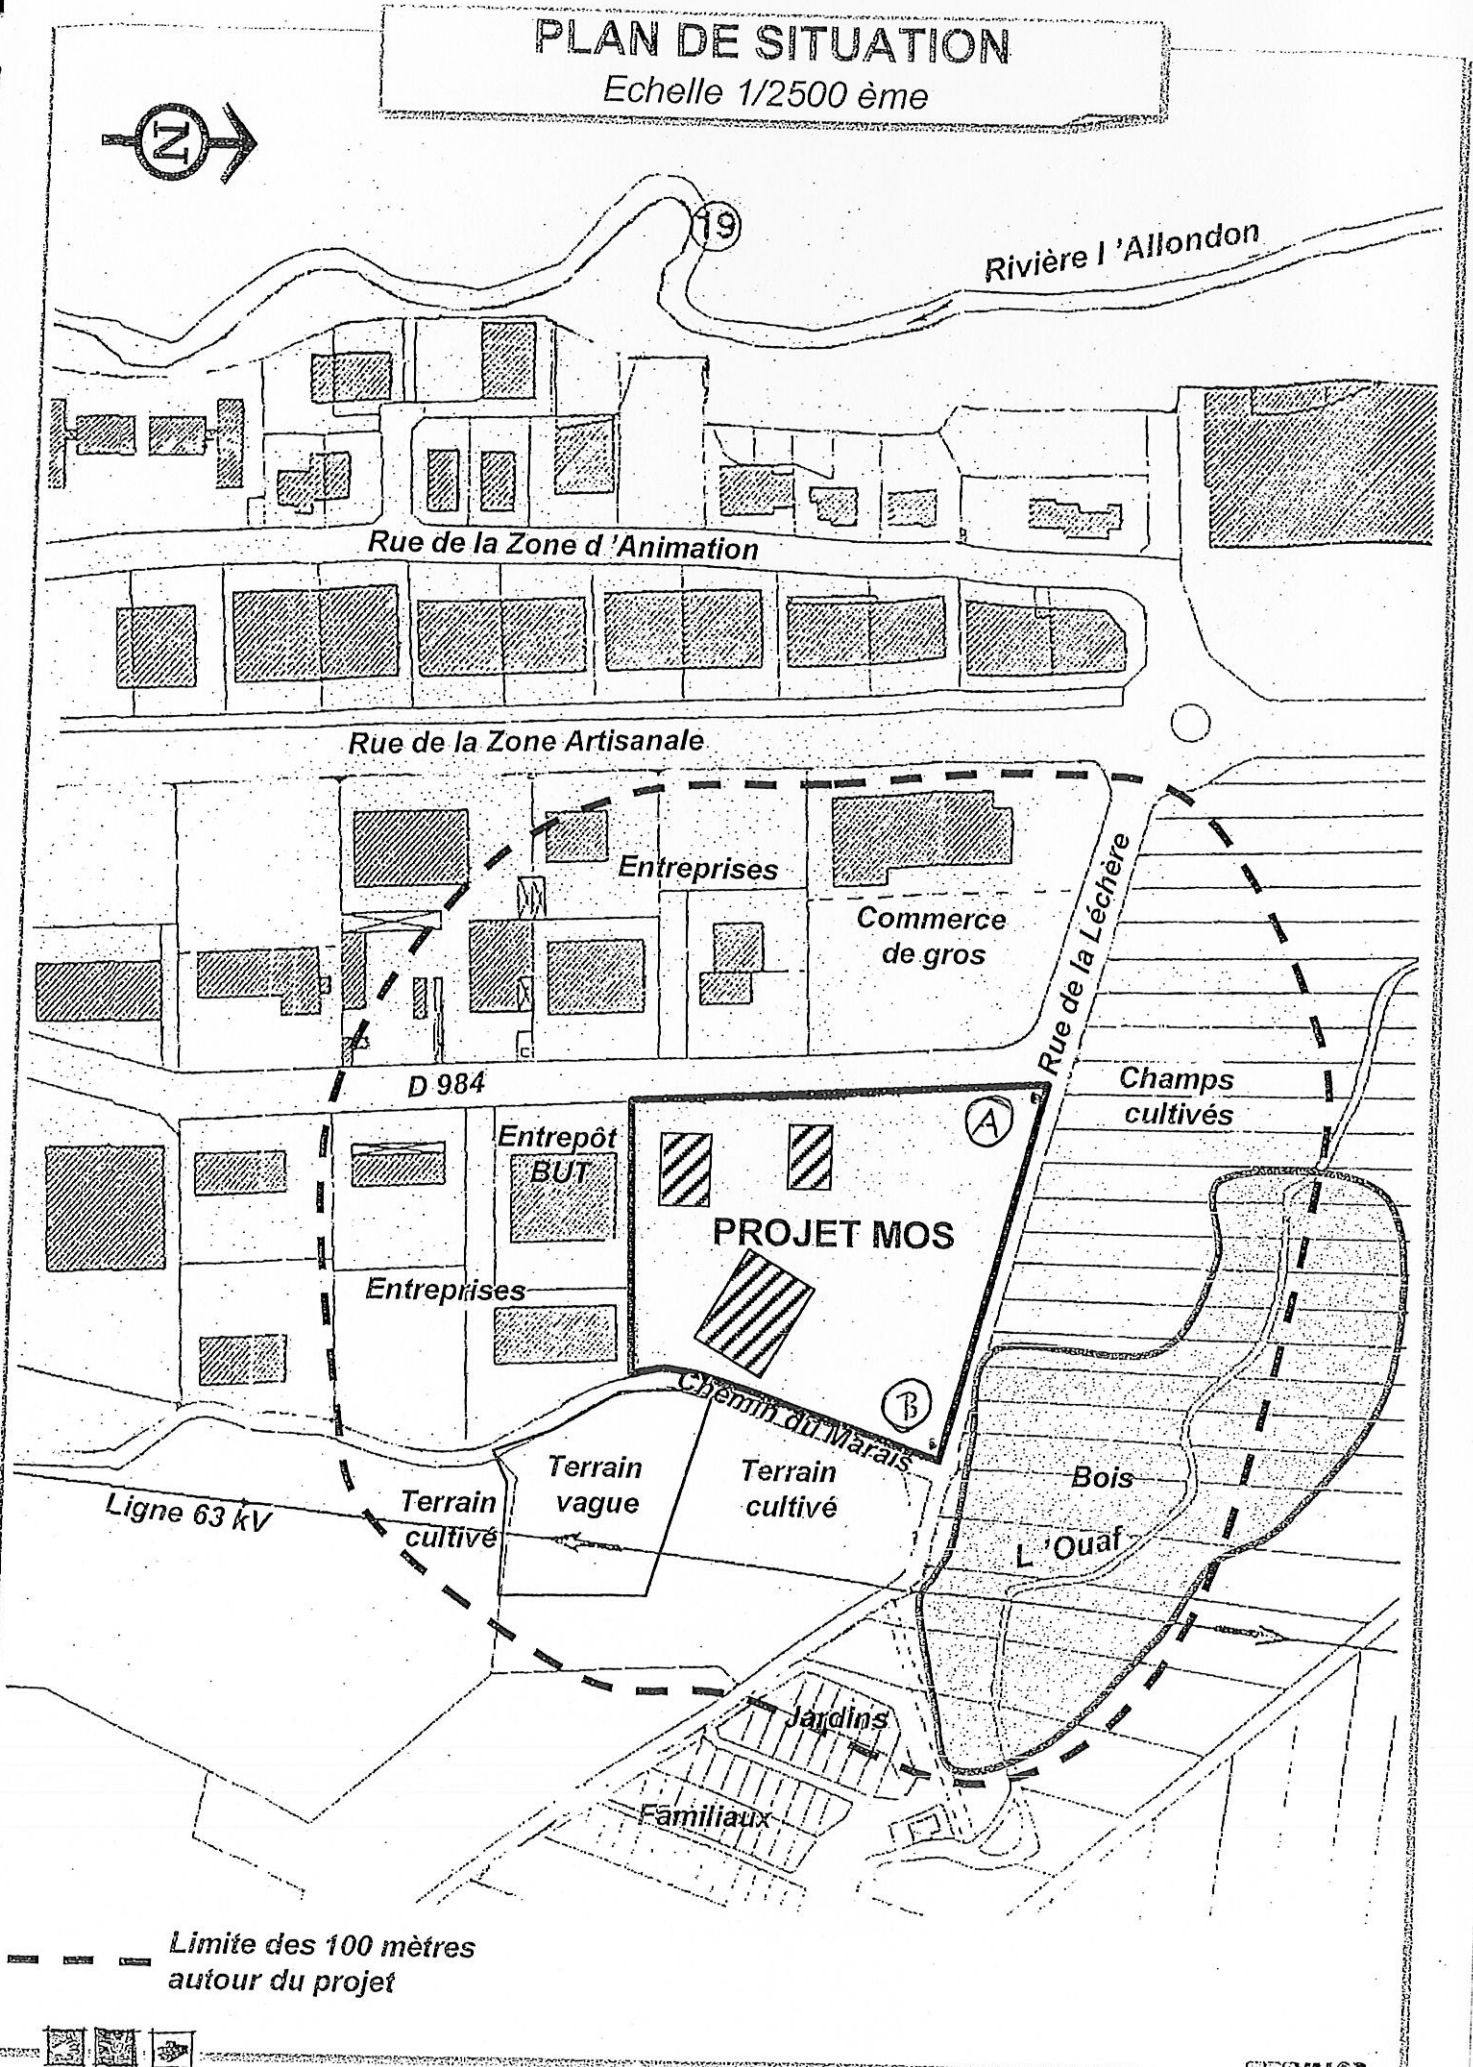 PLAN DE SITUATION
Echelle 1/2500 ème
N
19
Rivière l 'Allondon
Rue de la Zone d 'Animation
Rue de la Zone Artisanale
Entreprises
Commerce
de gros
Rue de la Léchère
D 984
Champs
cultivés
Entrepôt
BUT
A
PROJET MOS
Entreprises
Chemin du Marais
B
Terrain
vague
Terrain
cultivé
Bois
Ligne 63 kV
Terrain
cultivé
L 'Ouaf
Jardins
Familiaux
Limite des 100 mètres
autour du projet